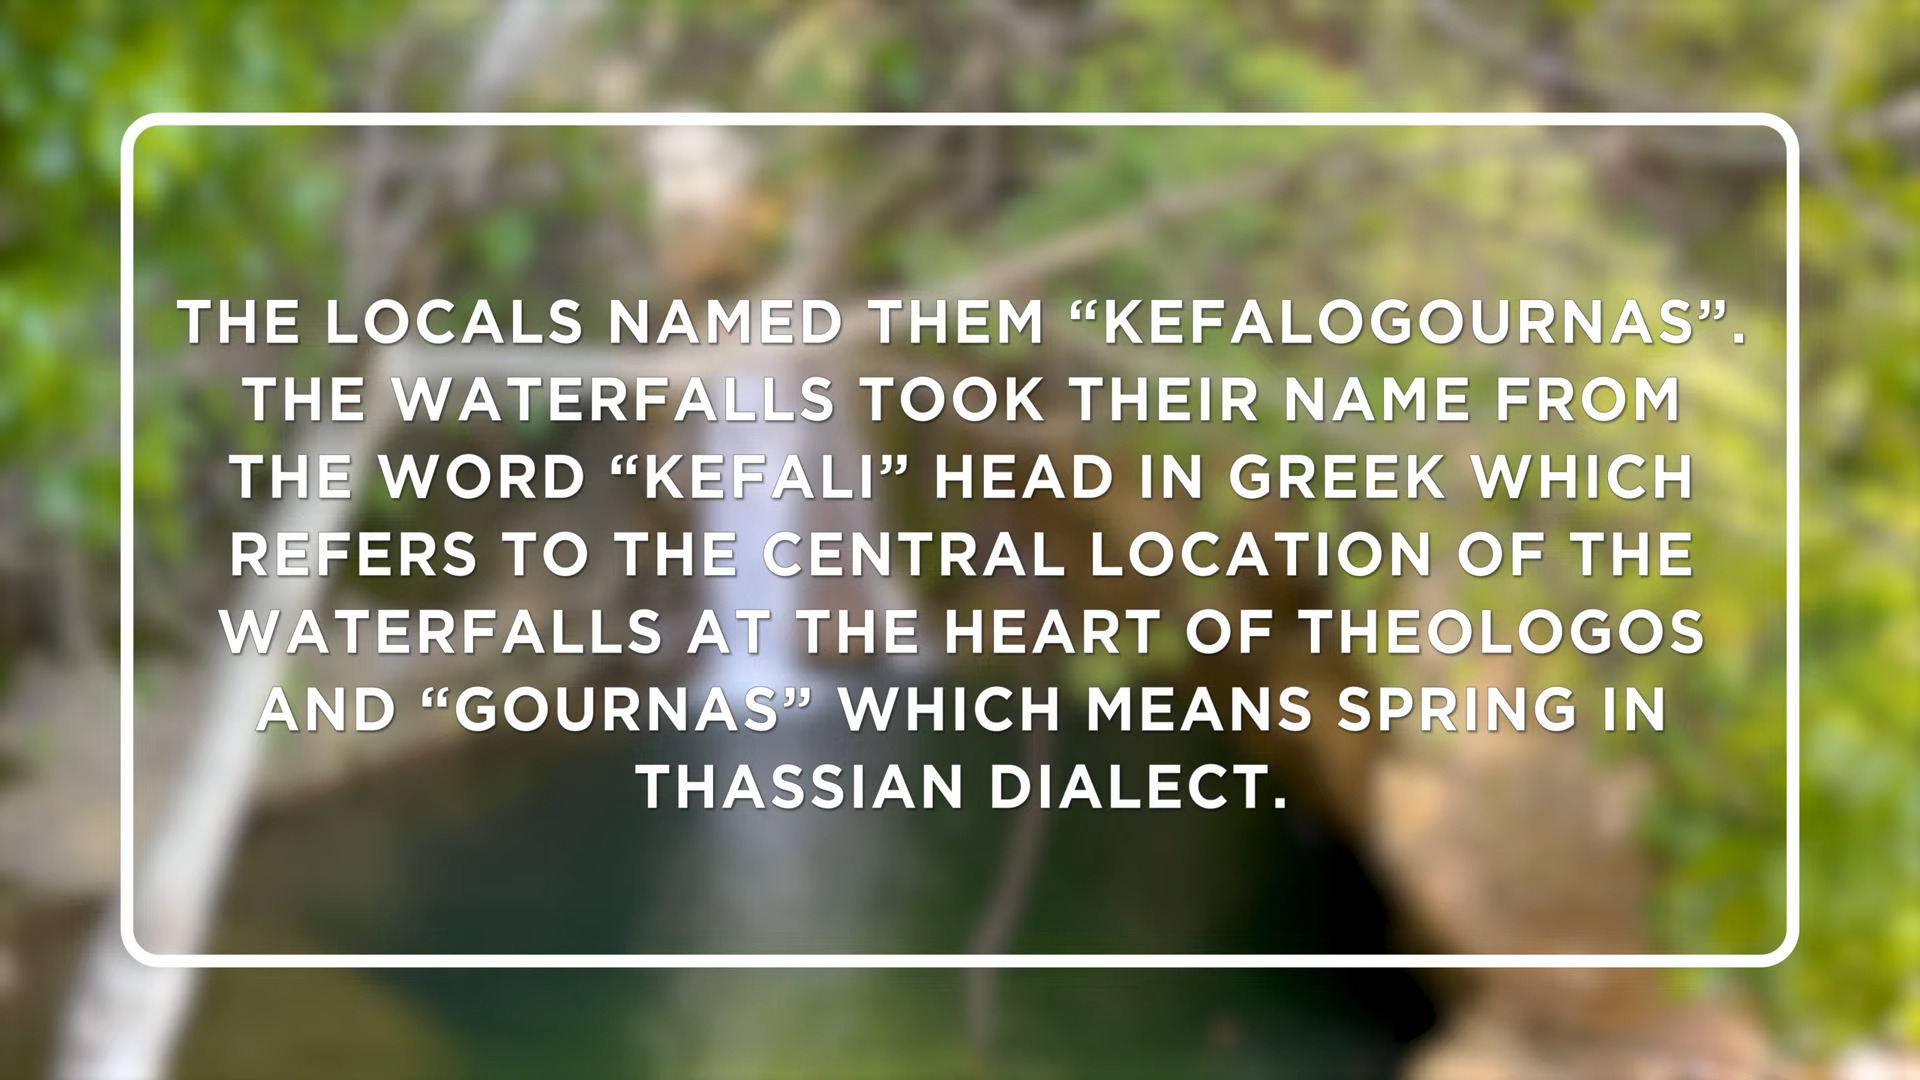 THE LOCALS NAMED THEM “KEFALOGOURNAS”.
THE WATERFALLS TOOK THEIR NAME FROM
THE WORD “KEFALI” HEAD IN GREEK WHICH
REFERS TO THE CENTRAL LOCATION OF THE
WATERFALLS AT THE HEART OF THEOLOGOS
AND “GOURNAS” WHICH MEANS SPRING IN
THASSIAN DIALECT.